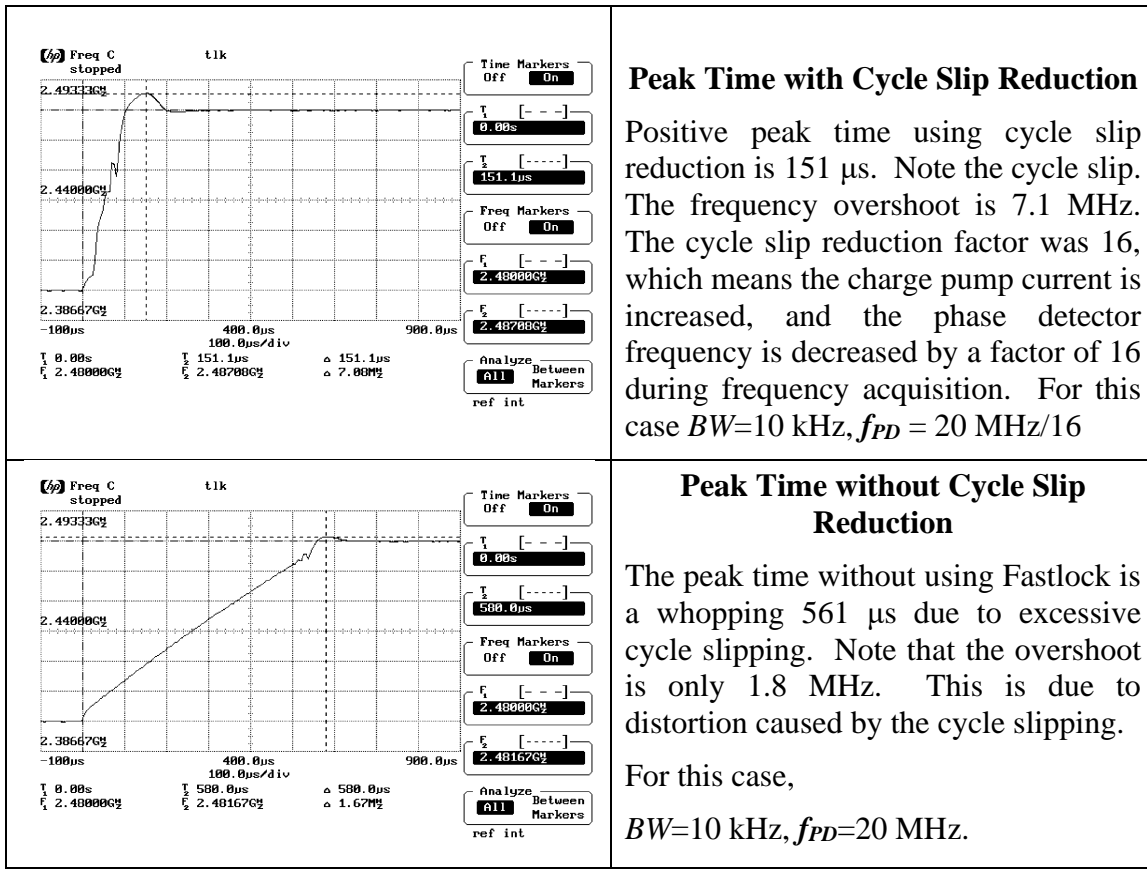 hp Freq C tlk
stopped
2.49333GHz
2.44000GHz
2.38667GHz
-100µs 400.0µs 900.0µs
100.0µs/div
T1 0.00s T2 151.1µs △ 151.1µs
F1 2.48000GHz F2 2.48708GHz △ 7.08MHz
Time Markers
Off On
T1 [- - -]
0.00s
T2 [-----]
151.1µs
Freq Markers
Off On
F1 [- - -]
2.48000GHz
F2 [-----]
2.48708GHz
Analyze
All Between
Markers
ref int
Peak Time with Cycle Slip Reduction
Positive peak time using cycle slip
reduction is 151 μs. Note the cycle slip.
The frequency overshoot is 7.1 MHz.
The cycle slip reduction factor was 16,
which means the charge pump current is
increased, and the phase detector
frequency is decreased by a factor of 16
during frequency acquisition. For this
case BW=10 kHz, fPD = 20 MHz/16
hp Freq C tlk
stopped
2.49333GHz
2.44000GHz
2.38667GHz
-100µs 400.0µs 900.0µs
100.0µs/div
T1 0.00s T2 580.0µs △ 580.0µs
F1 2.48000GHz F2 2.48167GHz △ 1.67MHz
Time Markers
Off On
T1 [- - -]
0.00s
T2 [-----]
580.0µs
Freq Markers
Off On
F1 [- - -]
2.48000GHz
F2 [-----]
2.48167GHz
Analyze
All Between
Markers
ref int
Peak Time without Cycle Slip
Reduction
The peak time without using Fastlock is
a whopping 561 μs due to excessive
cycle slipping. Note that the overshoot
is only 1.8 MHz. This is due to
distortion caused by the cycle slipping.
For this case,
BW=10 kHz, fPD=20 MHz.